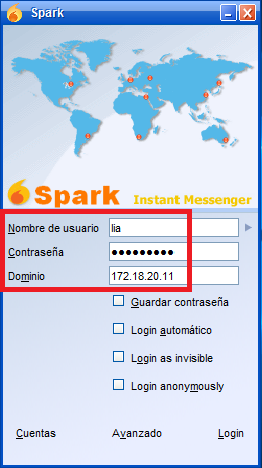 Spark
Spark Instant Messenger
Nombre de usuario lia
Contraseña ●●●●●●●●●
Dominio 172.18.20.11
Guardar contraseña
Login automático
Login as invisible
Login anonymously
Cuentas Avanzado Login